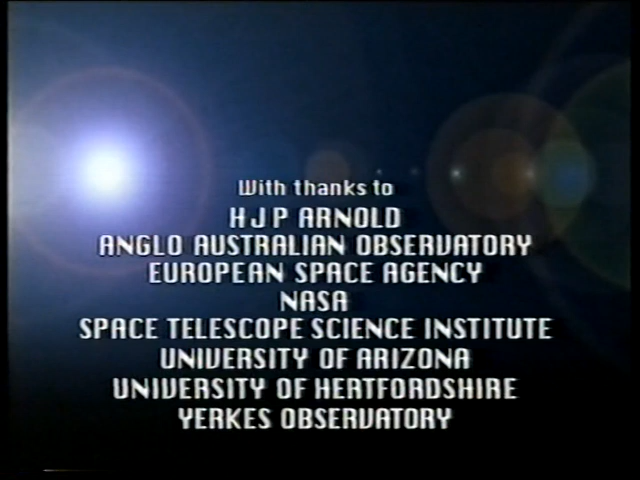 With thanks to
H J P ARNOLD
ANGLO AUSTRALIAN OBSERVATORY
EUROPEAN SPACE AGENCY
NASA
SPACE TELESCOPE SCIENCE INSTITUTE
UNIVERSITY OF ARIZONA
UNIVERSITY OF HERTFORDSHIRE
YERKES OBSERVATORY